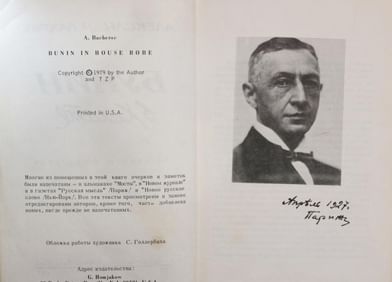 A. Bacherac
BUNIN IN HOUSE ROBE
Copyright © 1979 by the Author
and T Z P
Printed in U.S.A.
Многие из помещенных в этой книге очерков и заметок
были напечатаны - в альманахе "Мосты", в "Новом журнале"
и в газетах "Русская мысль" /Париж/ и "Новое русское
слово /Нью-Йорк/. Все эти тексты просмотрены и заново
отредактированы автором, кроме того, часть добавлена
новых, нигде прежде не напечатанных.
Обложка работы художника С. Голлербаха
Адрес издательства:
G. Homjakow
Апрель 1927.
Париж